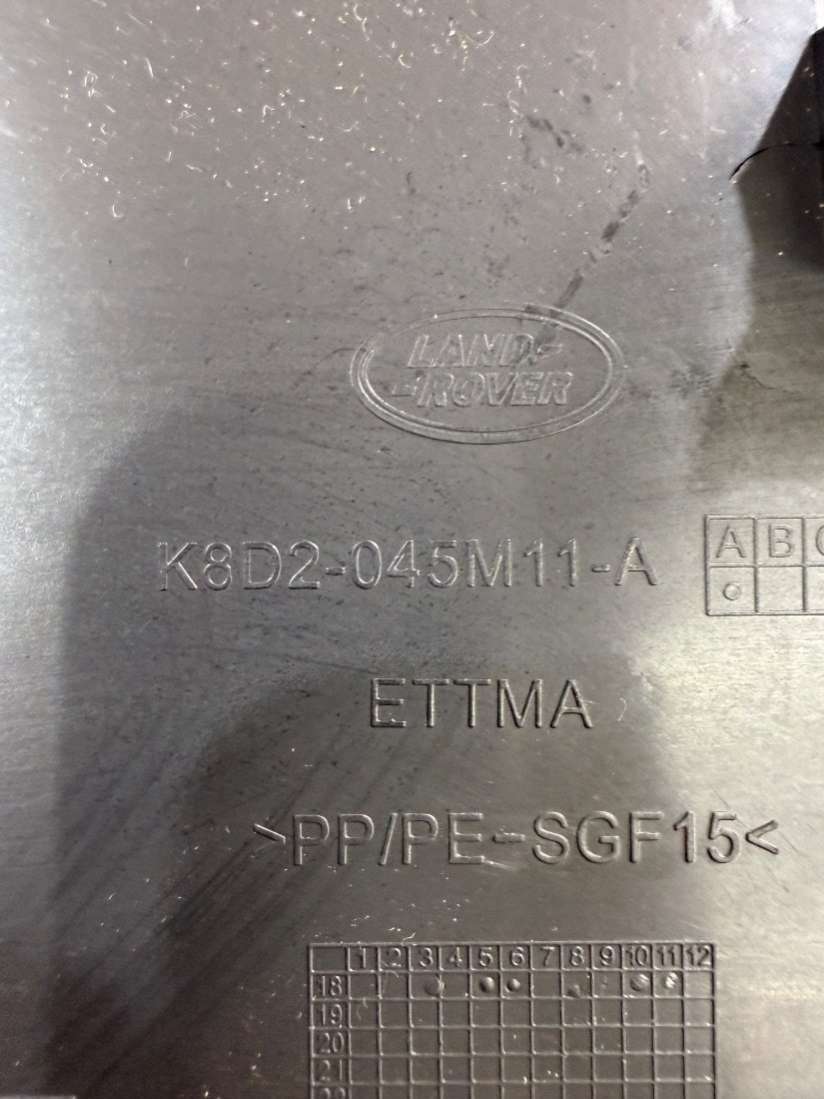 LAND-
-ROVER
K8D2-045M11-A
A B C
ETTMA
>PP/PE-SGF15<
1 2 3 4 5 6 7 8 9 10 11 12
18
19
20
21
22